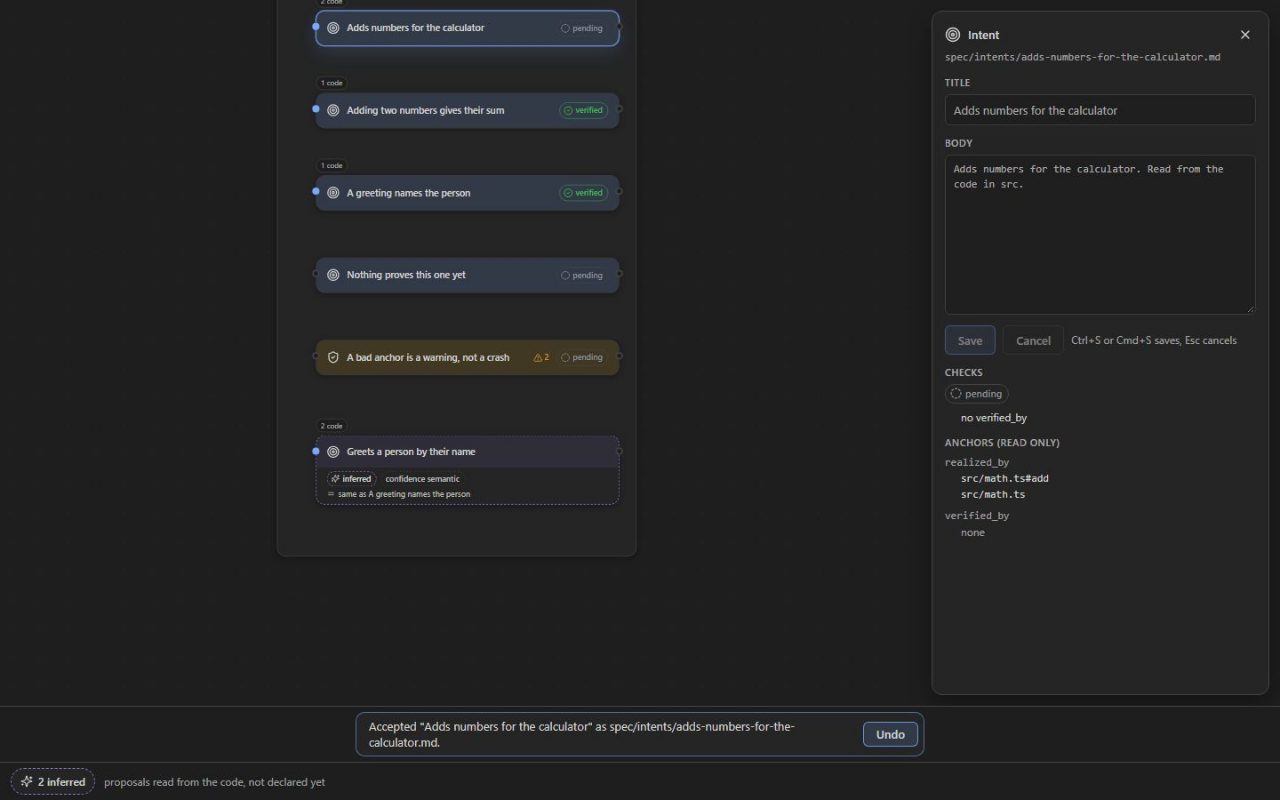 2 code
Adds numbers for the calculator
pending
1 code
Adding two numbers gives their sum
verified
1 code
A greeting names the person
verified
Nothing proves this one yet
pending
A bad anchor is a warning, not a crash
2
pending
2 code
Greets a person by their name
inferred
confidence semantic
= same as A greeting names the person
Intent
spec/intents/adds-numbers-for-the-calculator.md
TITLE
Adds numbers for the calculator
BODY
Adds numbers for the calculator. Read from the
code in src.
Save
Cancel
Ctrl+S or Cmd+S saves, Esc cancels
CHECKS
pending
no verified_by
ANCHORS (READ ONLY)
realized_by
src/math.ts#add
src/math.ts
verified_by
none
Accepted "Adds numbers for the calculator" as spec/intents/adds-numbers-for-the-
calculator.md.
Undo
2 inferred
proposals read from the code, not declared yet